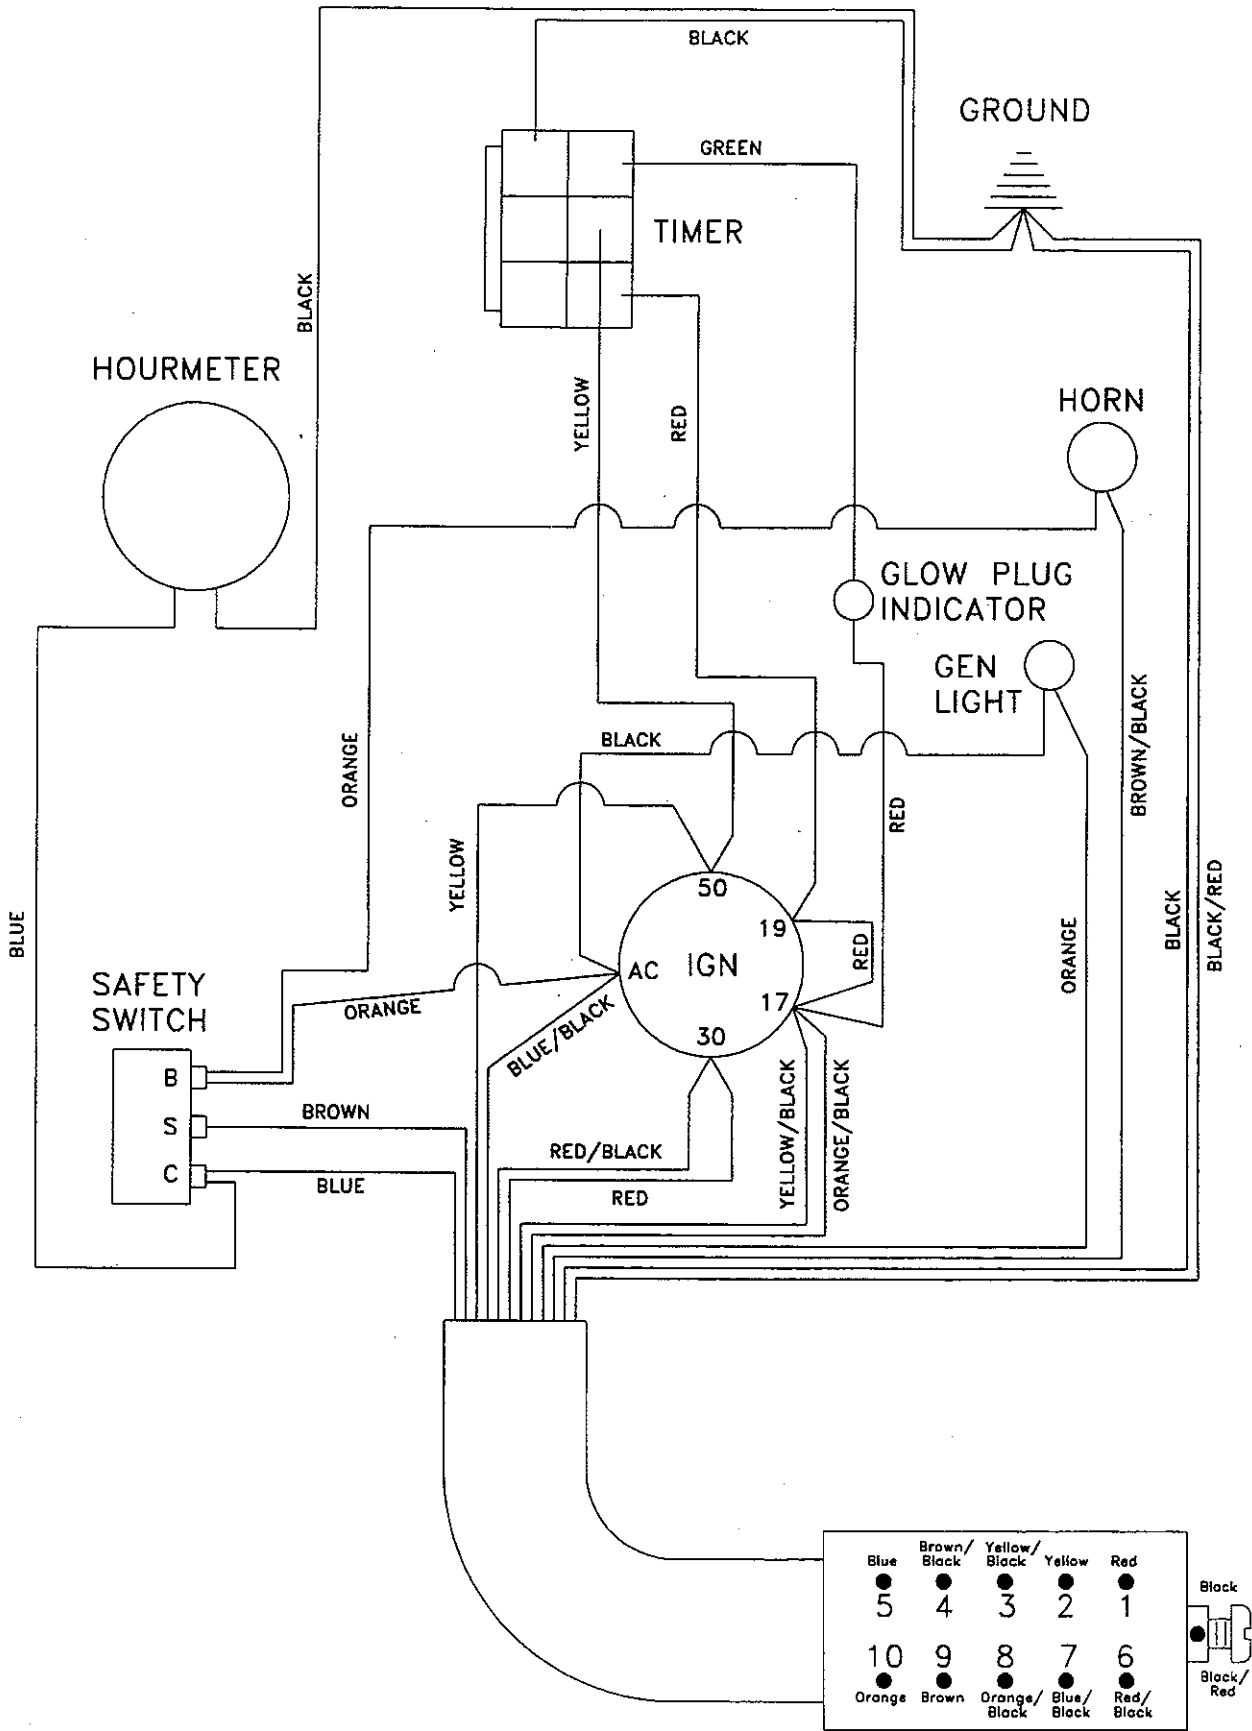 BLACK
GROUND
GREEN
TIMER
BLACK
HOURMETER
YELLOW
RED
HORN
GLOW PLUG
INDICATOR
GEN
LIGHT
BROWN/BLACK
BLACK
ORANGE
RED
YELLOW
50
BLUE
19
BLACK
BLACK/RED
ORANGE
RED
AC
IGN
SAFETY
SWITCH
ORANGE
17
BLUE/BLACK
30
B
S
BROWN
C
BLUE
RED/BLACK
RED
YELLOW/BLACK
ORANGE/BLACK
Blue
Brown/
Black
Yellow/
Black
Yellow
Red
5
4
3
2
1
Black
10
9
8
7
6
Orange
Brown
Orange/
Black
Blue/
Black
Red/
Black
Black/
Red